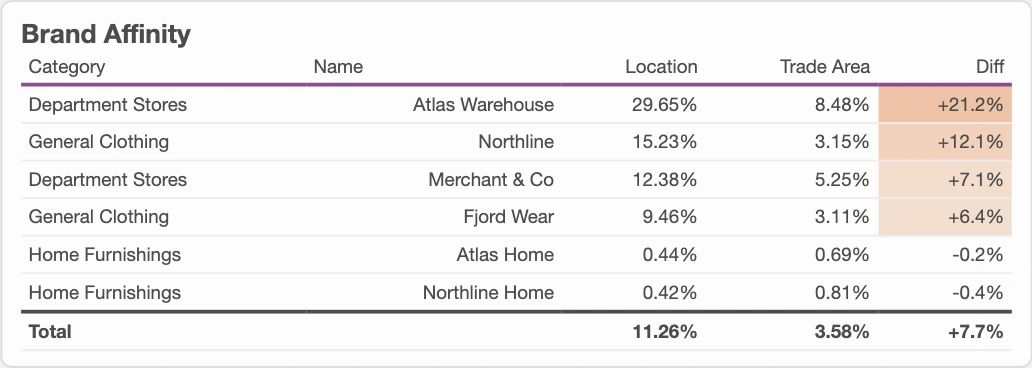 Brand Affinity
Category Name Location Trade Area Diff
Department Stores Atlas Warehouse 29.65% 8.48% +21.2%
General Clothing Northline 15.23% 3.15% +12.1%
Department Stores Merchant & Co 12.38% 5.25% +7.1%
General Clothing Fjord Wear 9.46% 3.11% +6.4%
Home Furnishings Atlas Home 0.44% 0.69% -0.2%
Home Furnishings Northline Home 0.42% 0.81% -0.4%
Total 11.26% 3.58% +7.7%